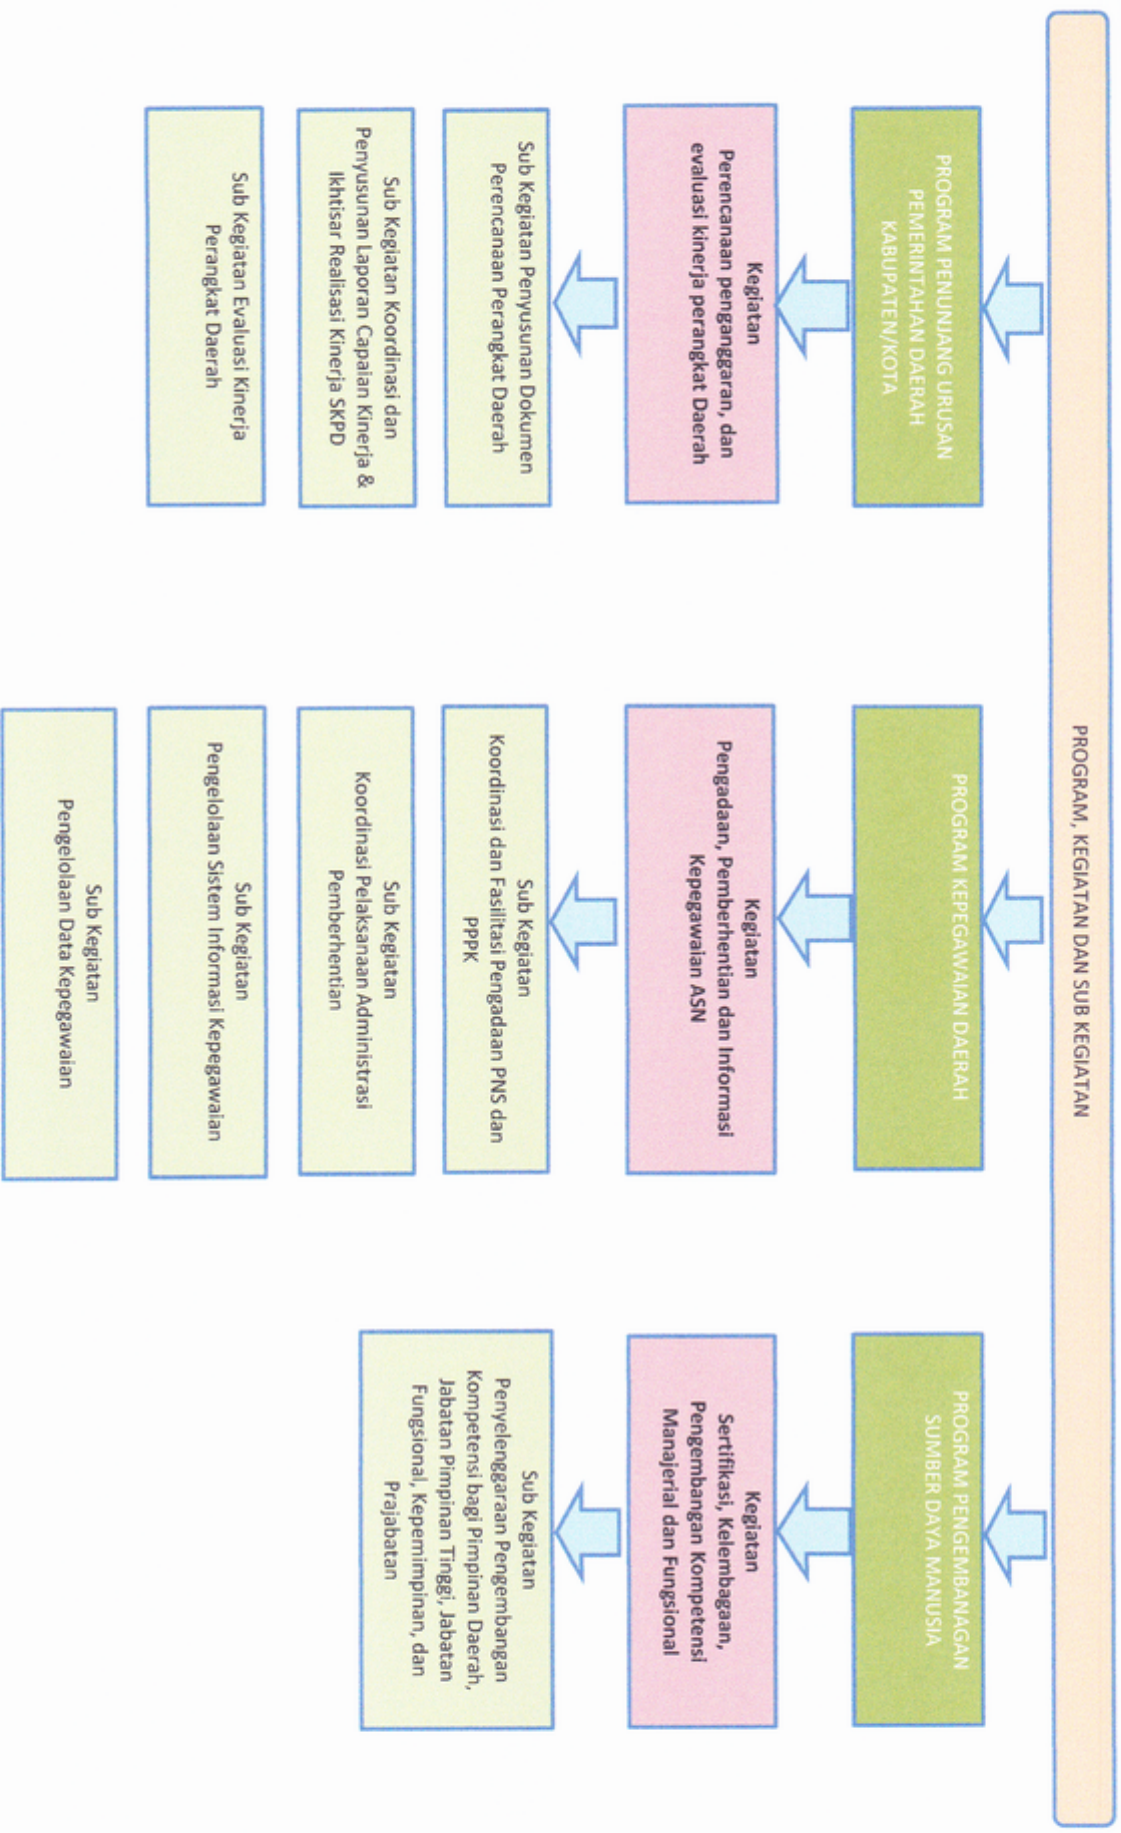 PROGRAM, KEGIATAN DAN SUB KEGIATAN
PROGRAM PENUNJANG URUSAN
PEMERINTAHAN DAERAH
KABUPATEN/KOTA
Kegiatan
Perencanaan penganggaran, dan
evaluasi kinerja perangkat Daerah
Sub Kegiatan Penyusunan Dokumen
Perencanaan Perangkat Daerah
Sub Kegiatan Koordinasi dan
Penyusunan Laporan Capaian Kinerja &
Ikhtisar Realisasi Kinerja SKPD
Sub Kegiatan Evaluasi Kinerja
Perangkat Daerah
PROGRAM KEPEGAWAIAN DAERAH
Kegiatan
Pengadaan, Pemberhentian dan Informasi
Kepegawaian ASN
Sub Kegiatan
Koordinasi dan Fasilitasi Pengadaan PNS dan
PPPK
Sub Kegiatan
Koordinasi Pelaksanaan Administrasi
Pemberhentian
Sub Kegiatan
Pengelolaan Sistem Informasi Kepegawaian
Sub Kegiatan
Pengelolaan Data Kepegawaian
PROGRAM PENGEMBANAGAN
SUMBER DAYA MANUSIA
Kegiatan
Sertifikasi, Kelembagaan,
Pengembangan Kompetensi
Manajerial dan Fungsional
Sub Kegiatan
Penyelenggaraan Pengembangan
Kompetensi bagi Pimpinan Daerah,
Jabatan Pimpinan Tinggi, Jabatan
Fungsional, Kepemimpinan, dan
Prajabatan